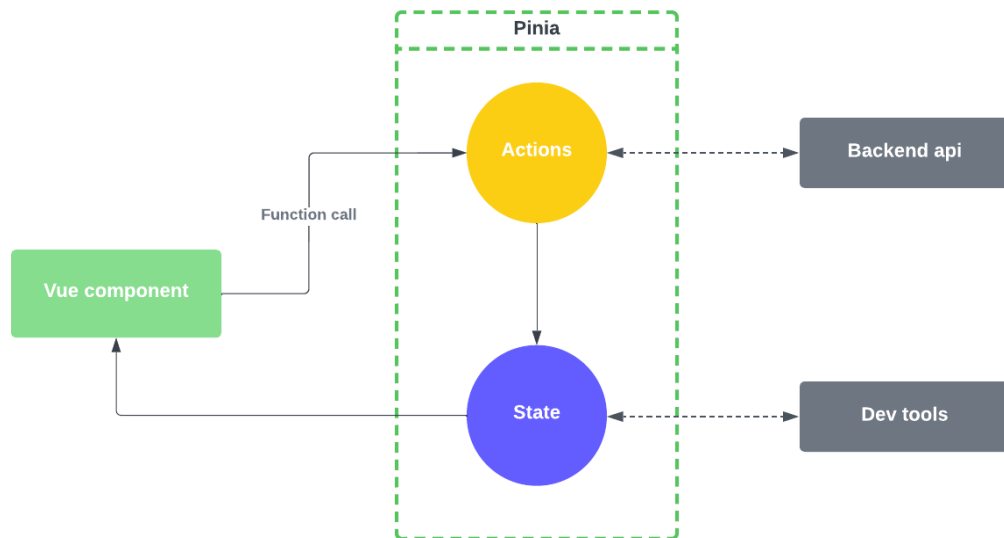 Pinia
Actions
Backend api
Function call
Vue component
State
Dev tools